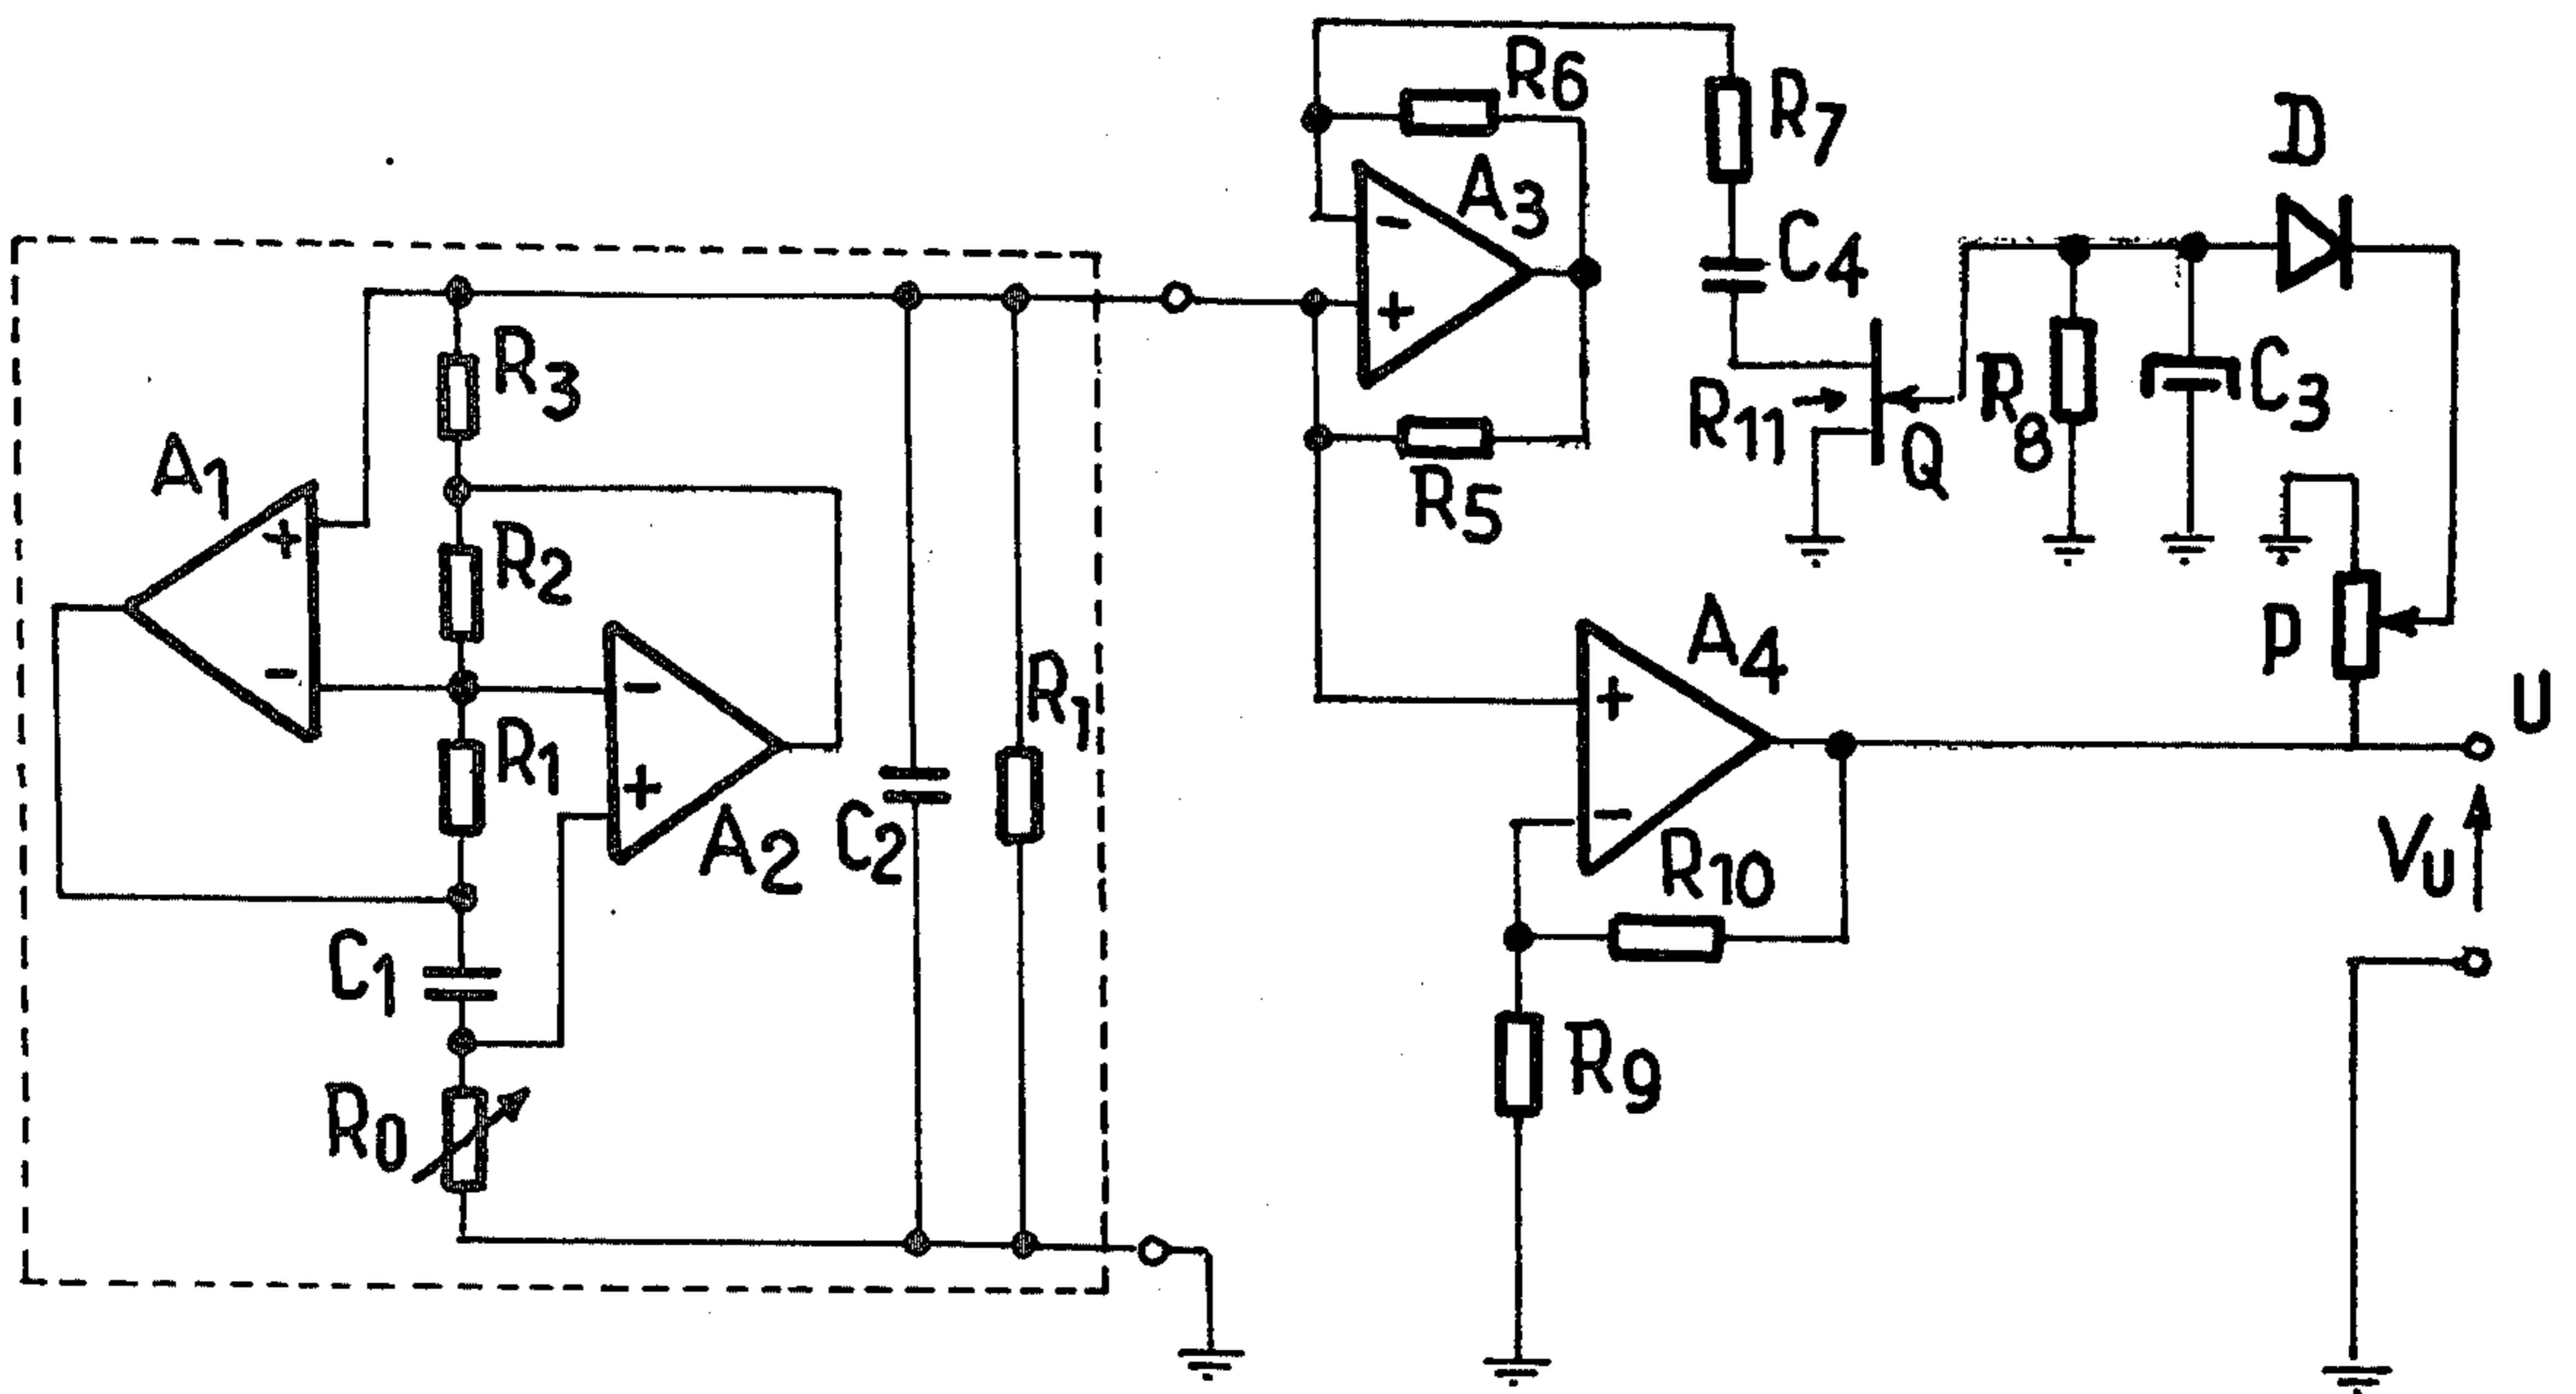 R6
R7
D
A3
C4
-
+
R3
R11
Q
R8
C3
A1
+
R2
R5
-
-
R1
+
A2
C2
R1
A4
+
P
U
-
R10
VU
C1
R9
R0